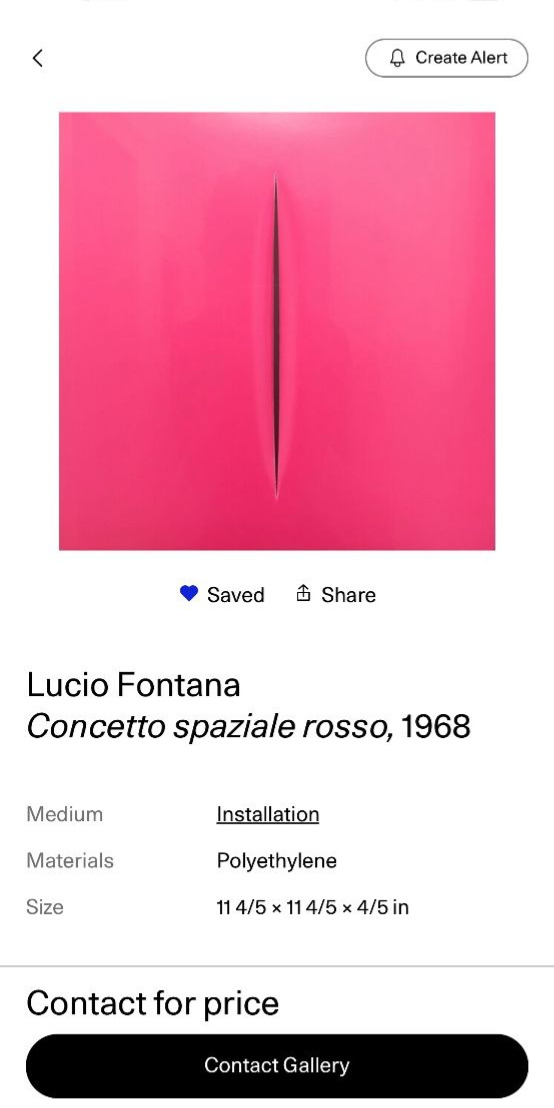 Create Alert
Saved
Share
Lucio Fontana
Concetto spaziale rosso, 1968
Medium Installation
Materials Polyethylene
Size 11 4/5 × 11 4/5 × 4/5 in
Contact for price
Contact Gallery